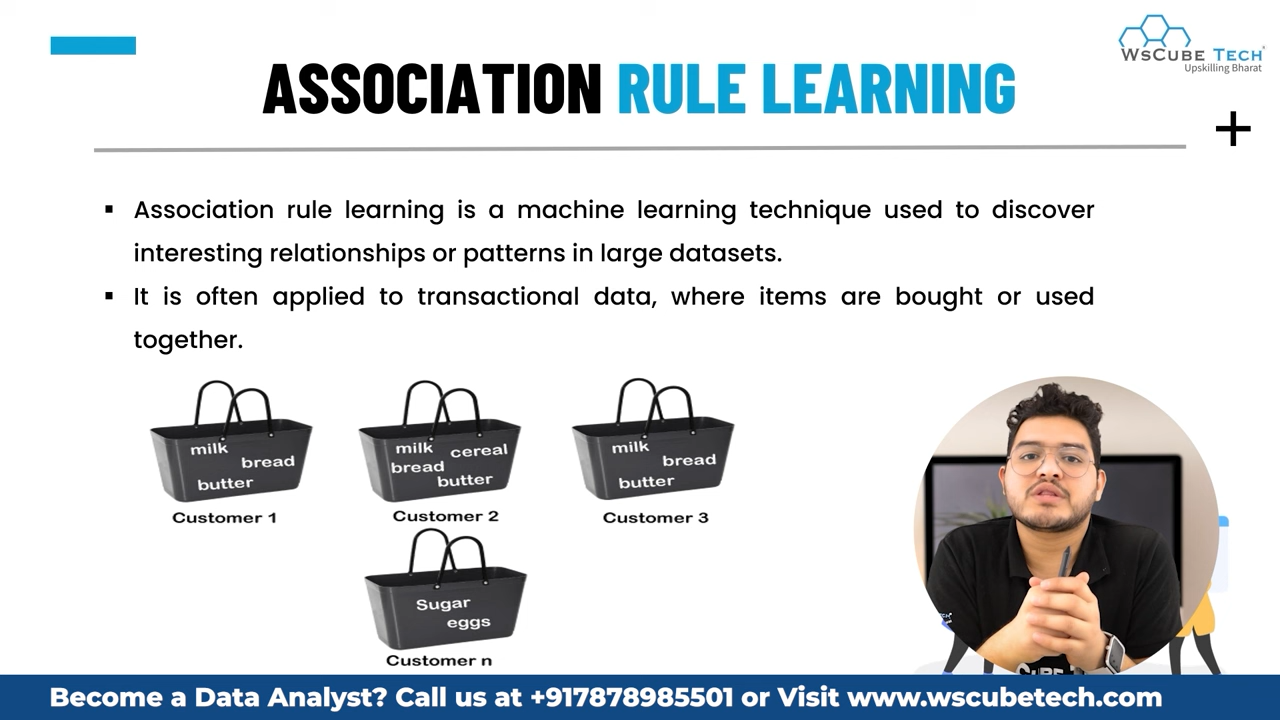 WsCube Tech
Upskilling Bharat
ASSOCIATION RULE LEARNING
+
▪ Association rule learning is a machine learning technique used to discover
interesting relationships or patterns in large datasets.
▪ It is often applied to transactional data, where items are bought or used
together.
milk
bread
butter
Customer 1
milk cereal
bread
butter
Customer 2
milk
bread
butter
Customer 3
Sugar
eggs
Customer n
Become a Data Analyst? Call us at +917878985501 or Visit www.wscubetech.com